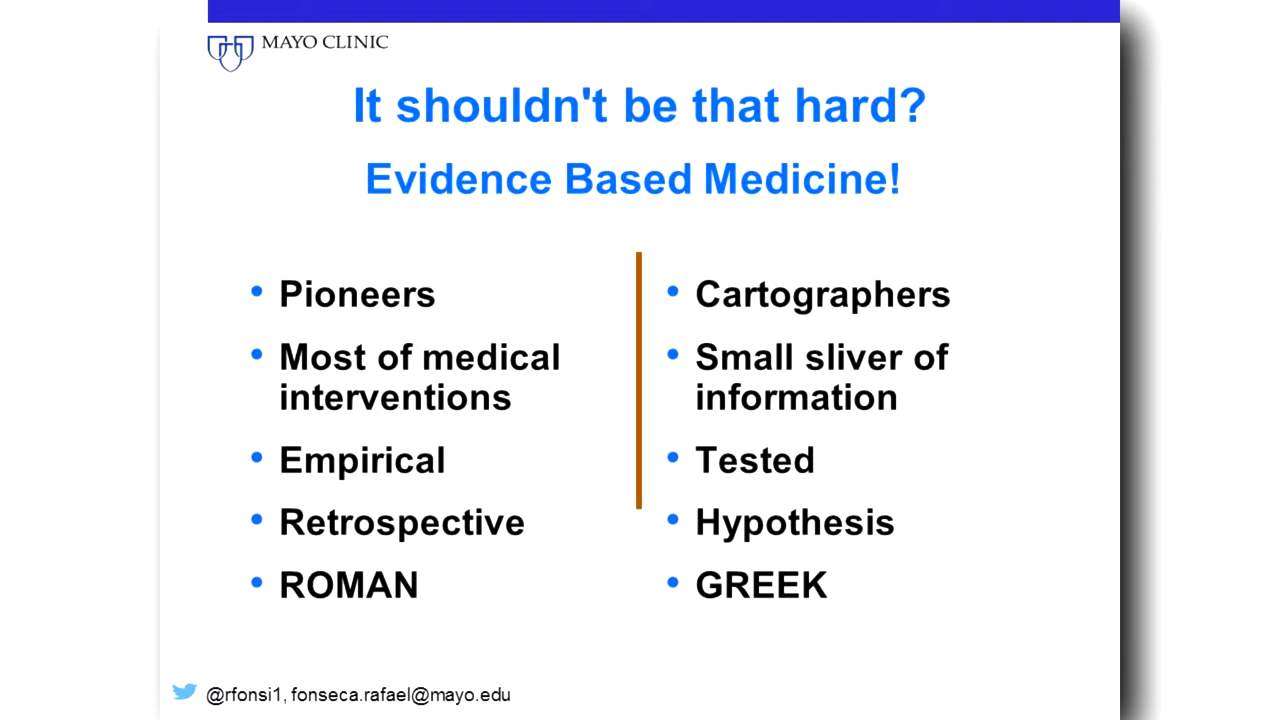 MAYO CLINIC
It shouldn't be that hard?
Evidence Based Medicine!
• Pioneers
• Most of medical
interventions
• Empirical
• Retrospective
• ROMAN
• Cartographers
• Small sliver of
information
• Tested
• Hypothesis
• GREEK
@rfonsi1, fonseca.rafael@mayo.edu